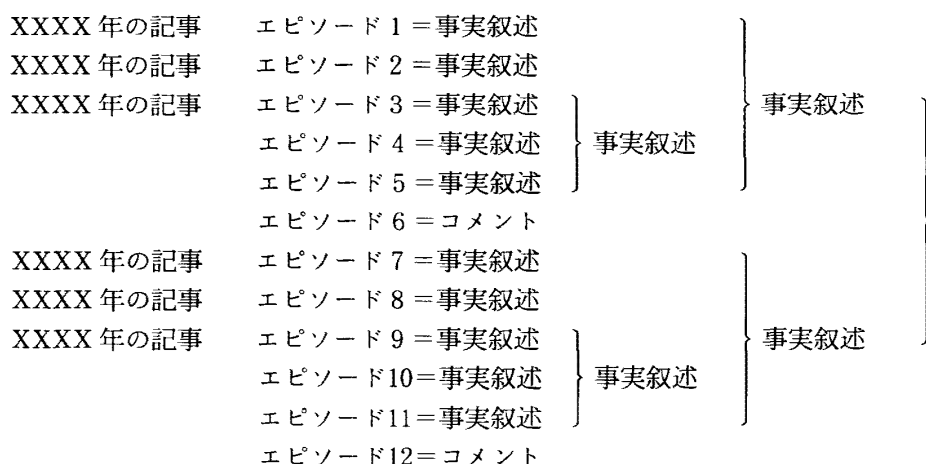 XXXX 年の記事 エピソード 1 =事実叙述
XXXX 年の記事 エピソード 2 =事実叙述
XXXX 年の記事 エピソード 3 =事実叙述 事実叙述
エピソード 4 =事実叙述 事実叙述
エピソード 5 =事実叙述
エピソード 6 =コメント
XXXX 年の記事 エピソード 7 =事実叙述
XXXX 年の記事 エピソード 8 =事実叙述
XXXX 年の記事 エピソード 9 =事実叙述 事実叙述
エピソード10=事実叙述 事実叙述
エピソード11=事実叙述
エピソード12=コメント